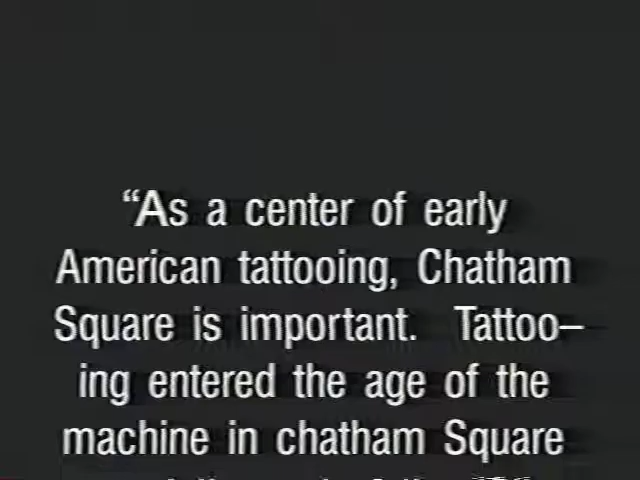 “As a center of early
American tattooing, Chatham
Square is important. Tattoo–
ing entered the age of the
machine in chatham Square